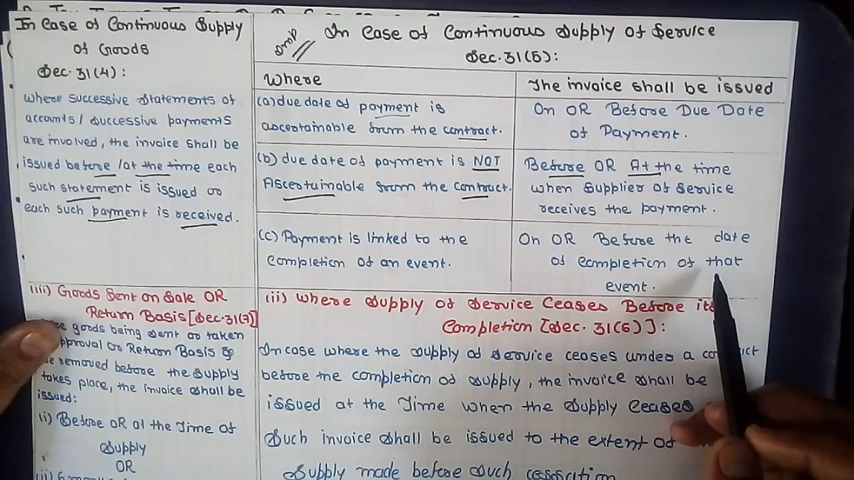 In Case of Continuous Supply
of Goods
Sec. 31(4):
where successive statements of
accounts/ successive payments
are involved, the invoice shall be
issued before /at the time each
such statement is issued or
each such payment is received.
In Case of Continuous Supply of Service
Sec. 31(5):
Where
The invoice shall be issued
(a) due date of payment is
ascertainable from the contract.
On OR Before Due Date
of Payment.
(b) due date of payment is NOT
Ascertainable from the contract.
Before OR At the time
when Supplier of Service
receives the payment.
(c) Payment is linked to the
completion of an event.
On OR Before the date
of completion of that
event.
(iii) Goods Sent on Sale OR
Return Basis [Sec. 31(7)]
goods being sent or taken
Approval or Return Basis &
removed before the Supply
takes place, the invoice shall be
issued:
(i) Before OR at the Time of
Supply
OR
(ii) where Supply of Service Ceases Before its
Completion [Sec. 31(6)]:
In case where the supply of service ceases under a
before the completion of supply, the invoice shall be
issued at the Time when the Supply Ceases
Such invoice shall be issued to the extent of
Supply made before Such cessation